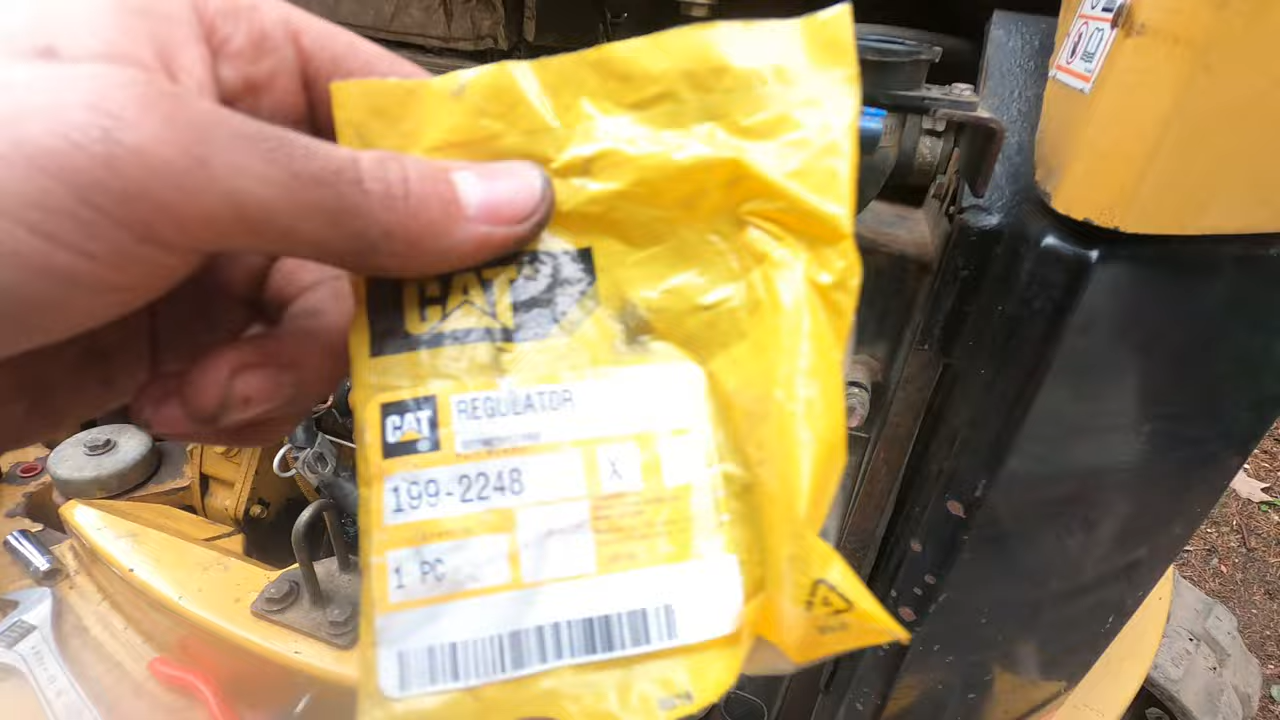 CAT
CAT
REGULATOR
199-2248
X
1 PC